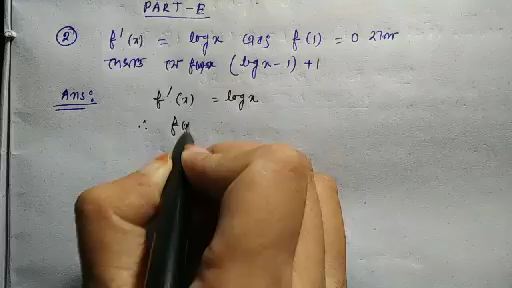 PART-E
② f'(x) = log x এবং f(1) = 0 হলে
দেখাও যে (log x - 1) + 1
Ans: f'(x) = log x
∴ f(x